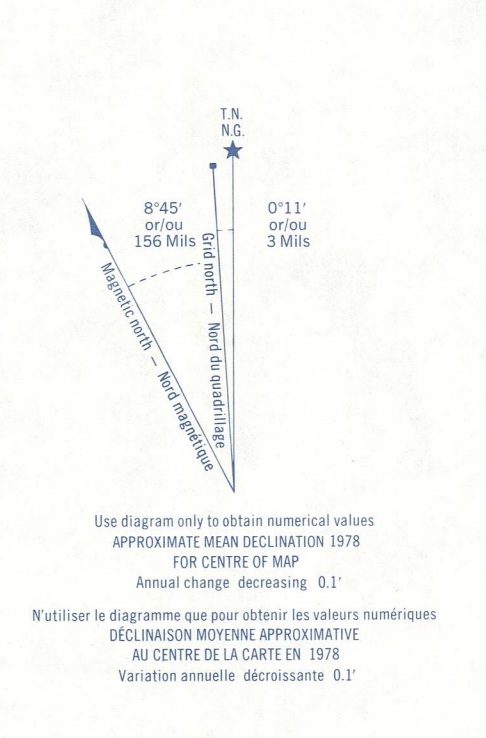 T.N.
N.G.
8°45′
or/ou
156 Mils
0°11′
or/ou
3 Mils
Grid north — Nord du quadrillage
Magnetic north — Nord magnétique
Use diagram only to obtain numerical values
APPROXIMATE MEAN DECLINATION 1978
FOR CENTRE OF MAP
Annual change decreasing 0.1′
N'utiliser le diagramme que pour obtenir les valeurs numériques
DÉCLINAISON MOYENNE APPROXIMATIVE
AU CENTRE DE LA CARTE EN 1978
Variation annuelle décroissante 0.1′